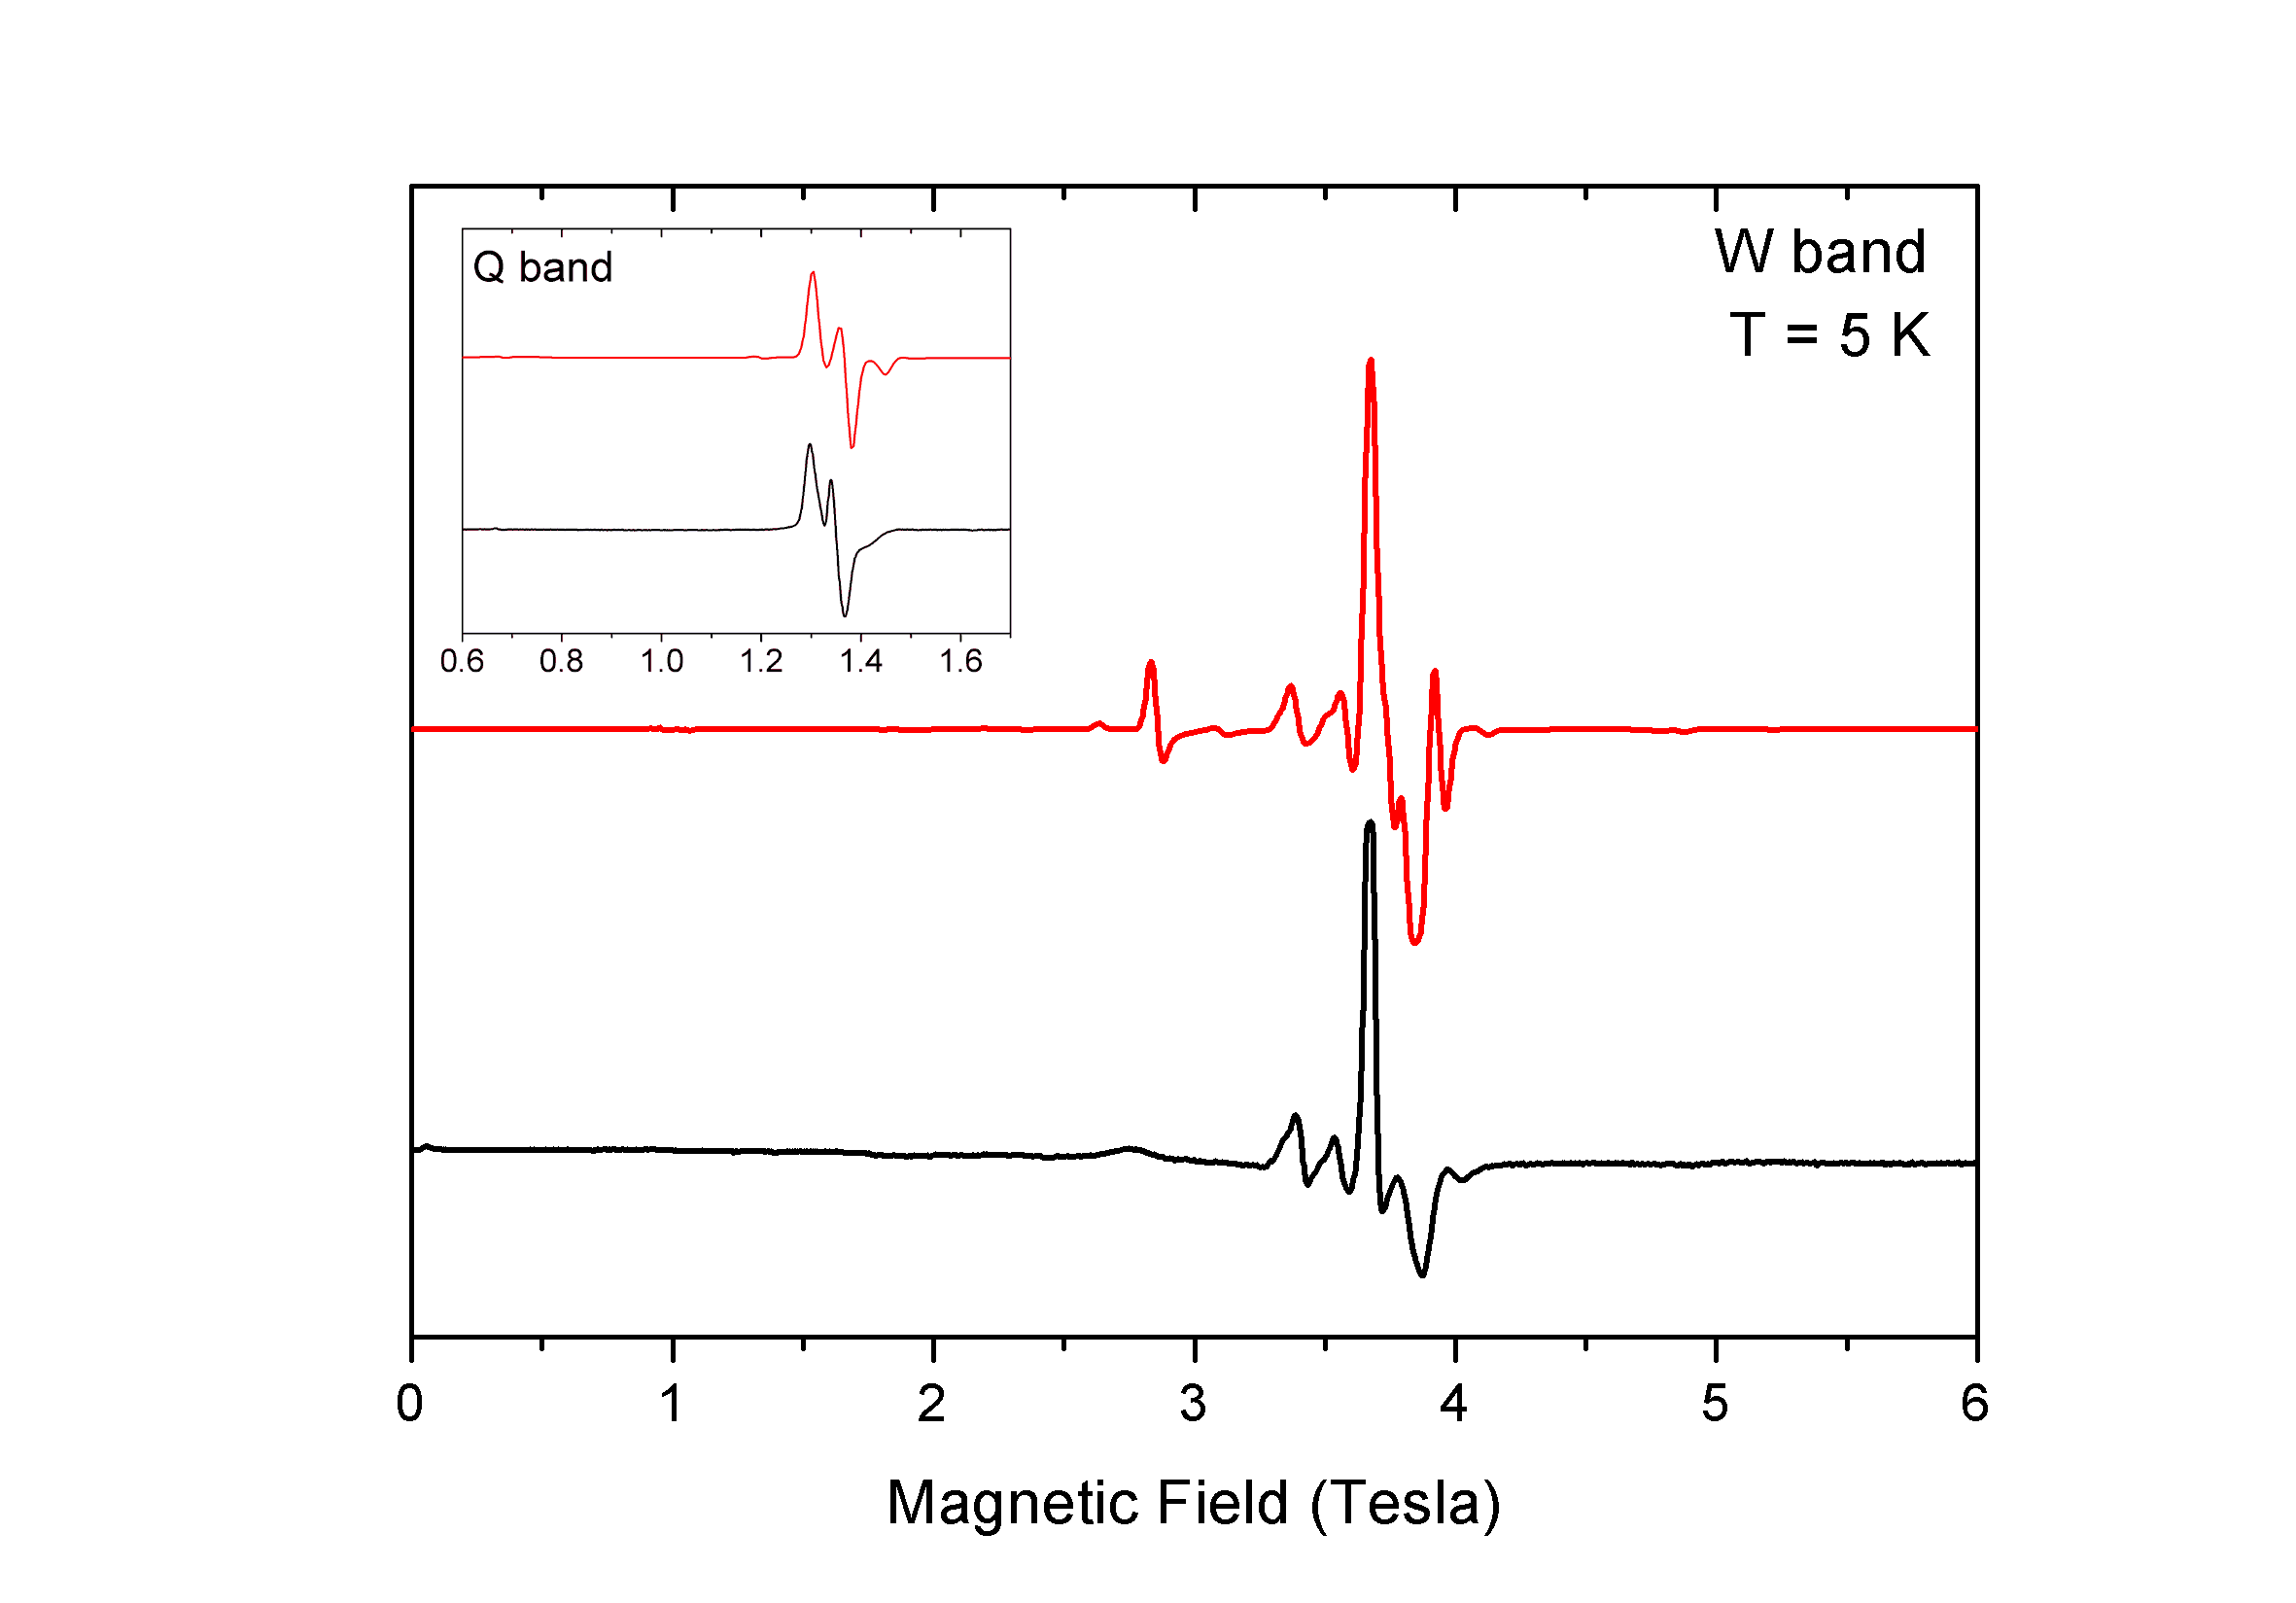 Q band
W band
T = 5 K
0.6 0.8 1.0 1.2 1.4 1.6
0 1 2 3 4 5 6
Magnetic Field (Tesla)